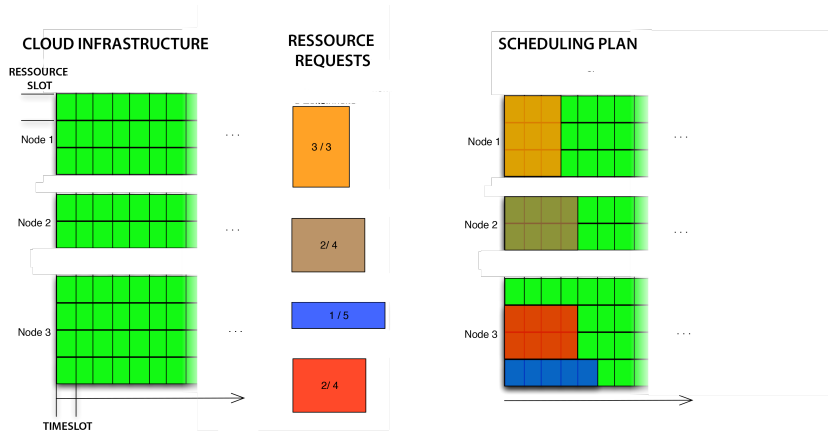 CLOUD INFRASTRUCTURE
RESSOURCE
SLOT
Node 1
. . .
Node 2
. . .
Node 3
. . .
TIMESLOT
RESSOURCE
REQUESTS
3 / 3
2/ 4
1 / 5
2/ 4
SCHEDULING PLAN
Node 1
. . .
Node 2
. . .
Node 3
. . .